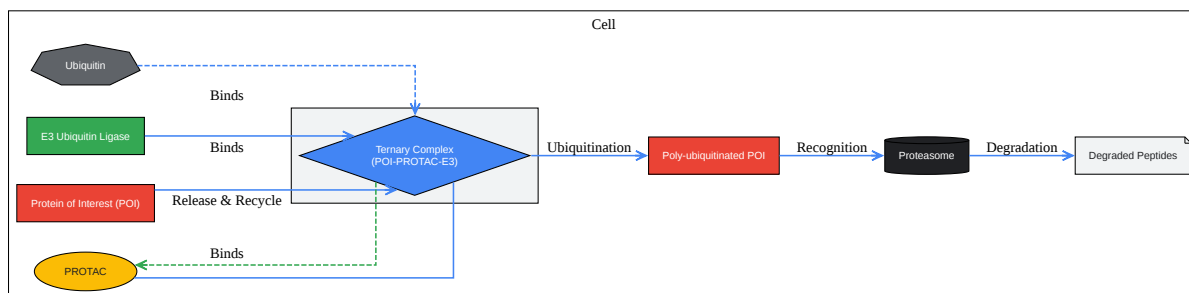 Cell
Ubiquitin
Binds
E3 Ubiquitin Ligase
Binds
Ternary Complex
(POI-PROTAC-E3)
Ubiquitination
Poly-ubiquitinated POI
Recognition
Proteasome
Degradation
Degraded Peptides
Protein of Interest (POI)
Release & Recycle
Binds
PROTAC